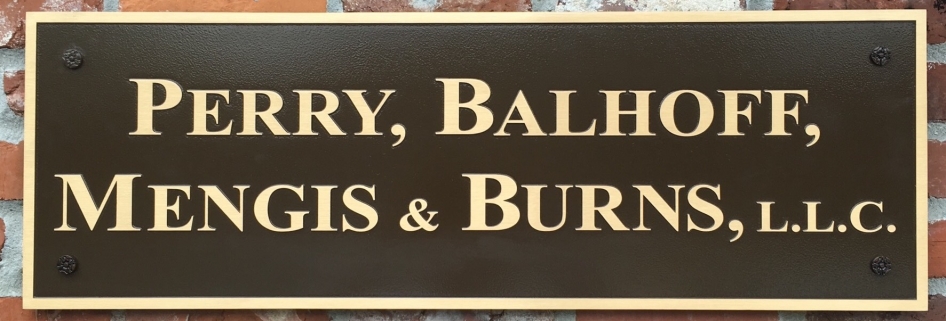 PERRY, BALHOFF,
MENGIS & BURNS, L.L.C.